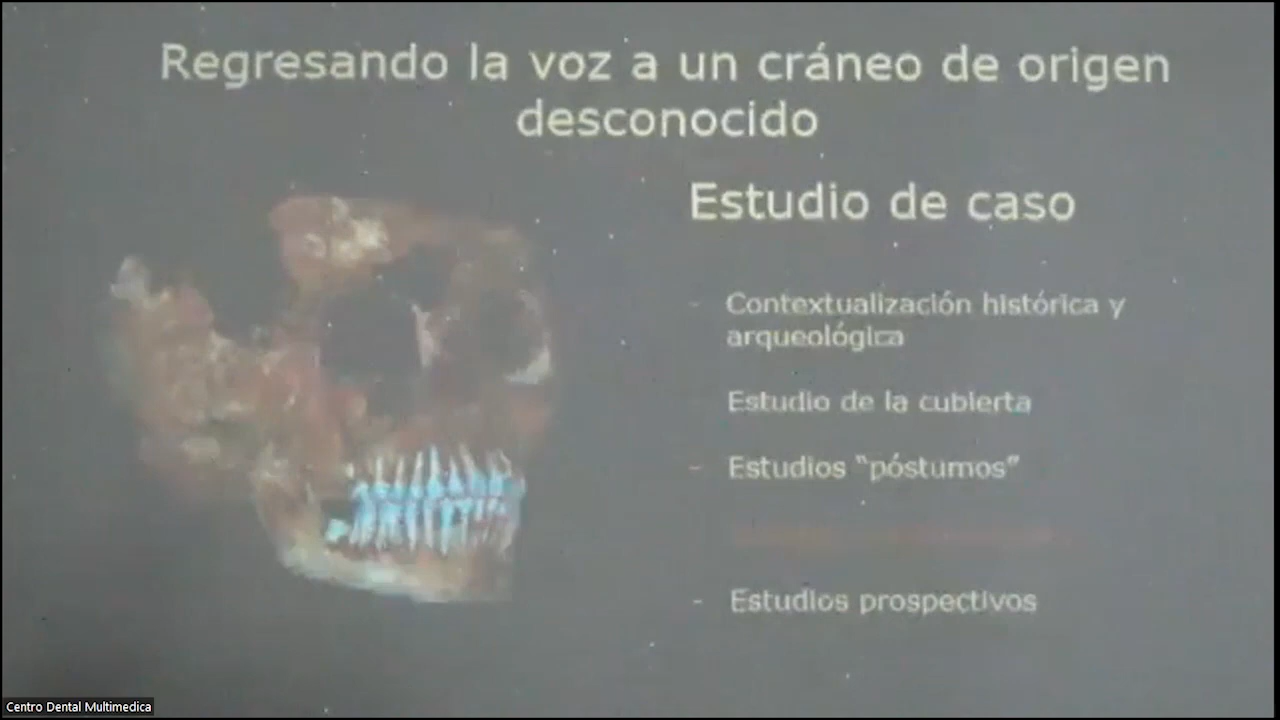 Regresando la voz a un cráneo de origen
desconocido
Estudio de caso
- Contextualización histórica y
arqueológica
Estudio de la cubierta
- Estudios “póstumos”
- Estudios prospectivos
Centro Dental Multimedica